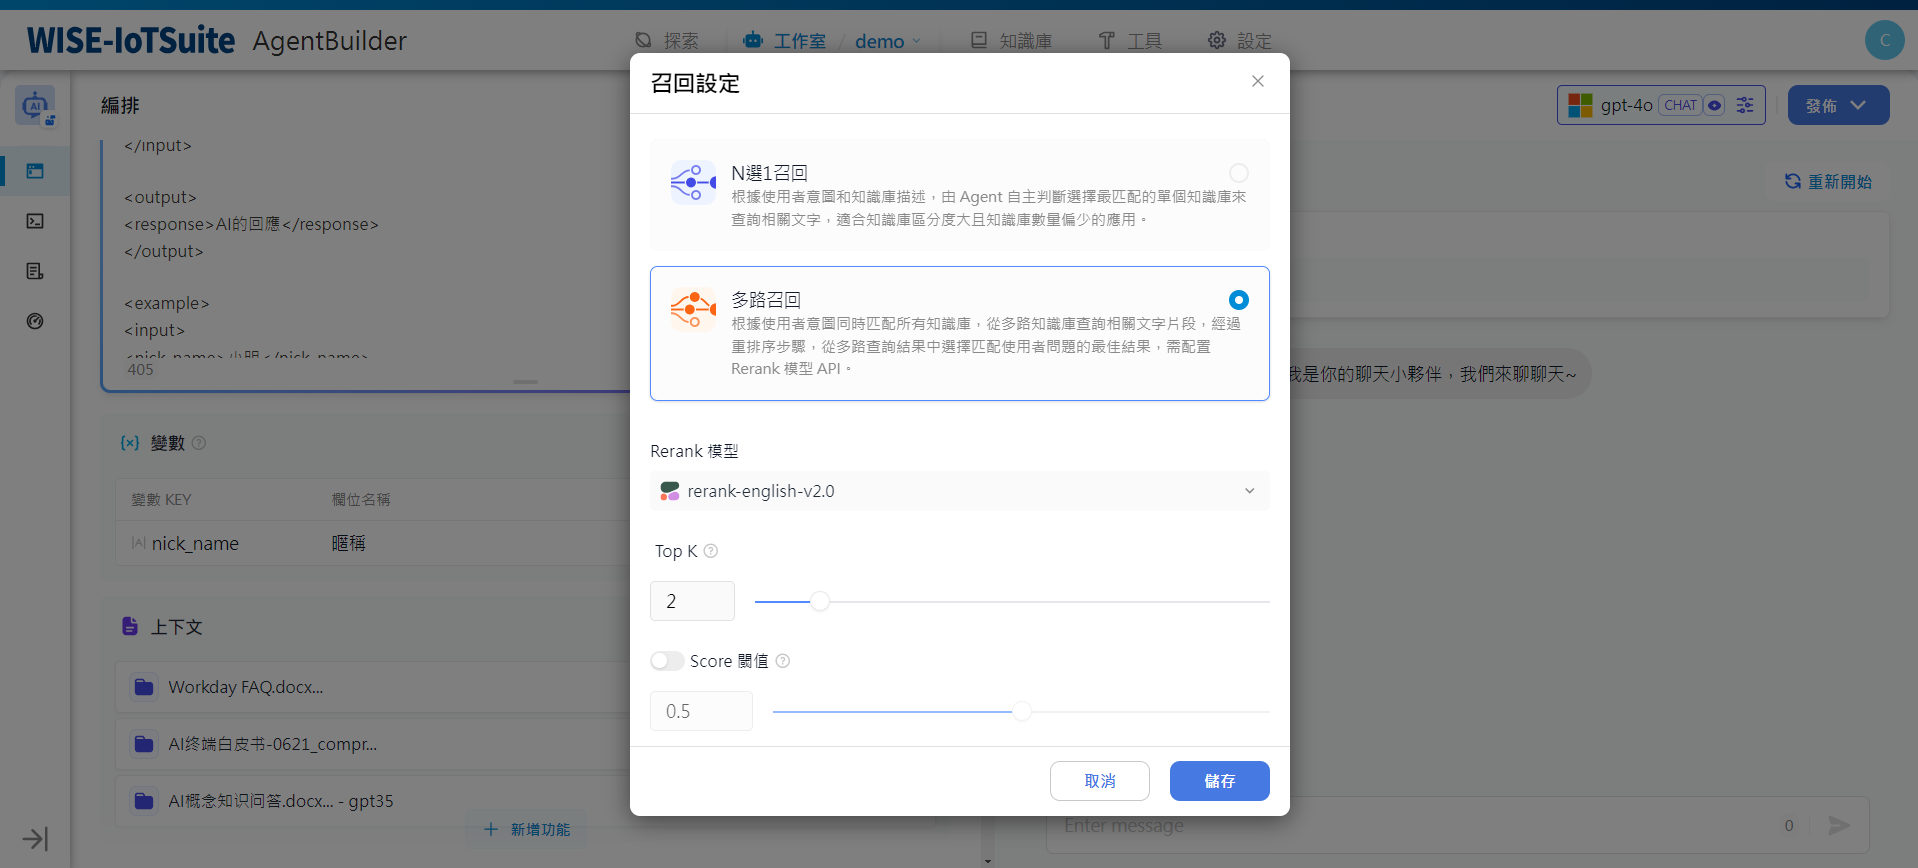 WISE-IoTSuite AgentBuilder
探索
工作室 / demo
知識庫
工具
設定
C
編排
gpt-4o CHAT
發佈
</input>
<output>
<response>AI的回應</response>
</output>
<example>
<input>
<nick_name>小明</nick_name>
405
{x} 變數
變數 KEY 欄位名稱
nick_name 暱稱
上下文
Workday FAQ.docx...
AI终端白皮书-0621_compr...
AI概念知识问答.docx... - gpt35
新增功能
召回設定
N選1召回
根據使用者意圖和知識庫描述，由 Agent 自主判斷選擇最匹配的單個知識庫來
查詢相關文字，適合知識庫區分度大且知識庫數量偏少的應用。
多路召回
根據使用者意圖同時匹配所有知識庫，從多路知識庫查詢相關文字片段，經過
重排序步驟，從多路查詢結果中選擇匹配使用者問題的最佳結果，需配置
Rerank 模型 API。
Rerank 模型
rerank-english-v2.0
Top K
2
Score 閾值
0.5
取消
儲存
重新開始
我是你的聊天小夥伴，我們來聊聊天~
Enter message
0